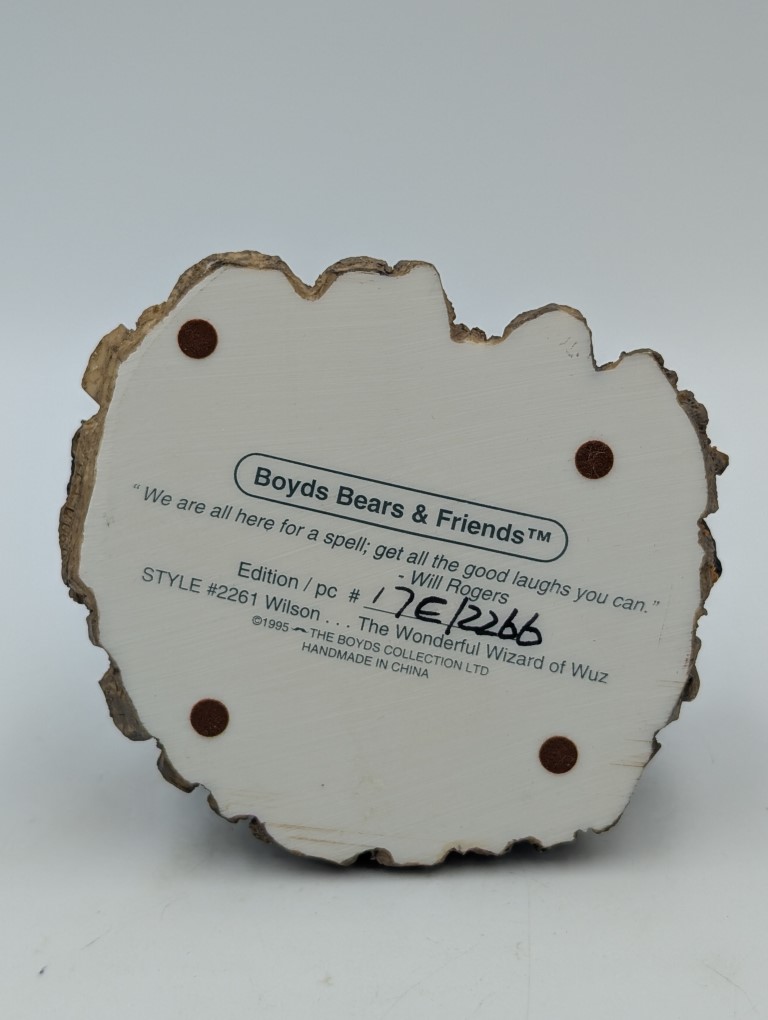 Boyds Bears & Friends™
“We are all here for a spell; get all the good laughs you can.”
- Will Rogers
Edition / pc # 17E/2266
STYLE #2261 Wilson . . . The Wonderful Wizard of Wuz
©1995 THE BOYDS COLLECTION LTD
HANDMADE IN CHINA